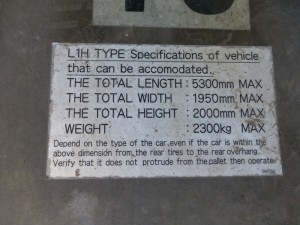 L1H TYPE Specifications of vehicle
that can be accomodated.
THE TOTAL LENGTH : 5300mm MAX
THE TOTAL WIDTH : 1950mm MAX
THE TOTAL HEIGHT : 2000mm MAX
WEIGHT : 2300kg MAX
Depend on the type of the car,even if the car is within the
above dimension from the rear tires to the rear overhang.
Verify that it does not protrude from the pallet then operate